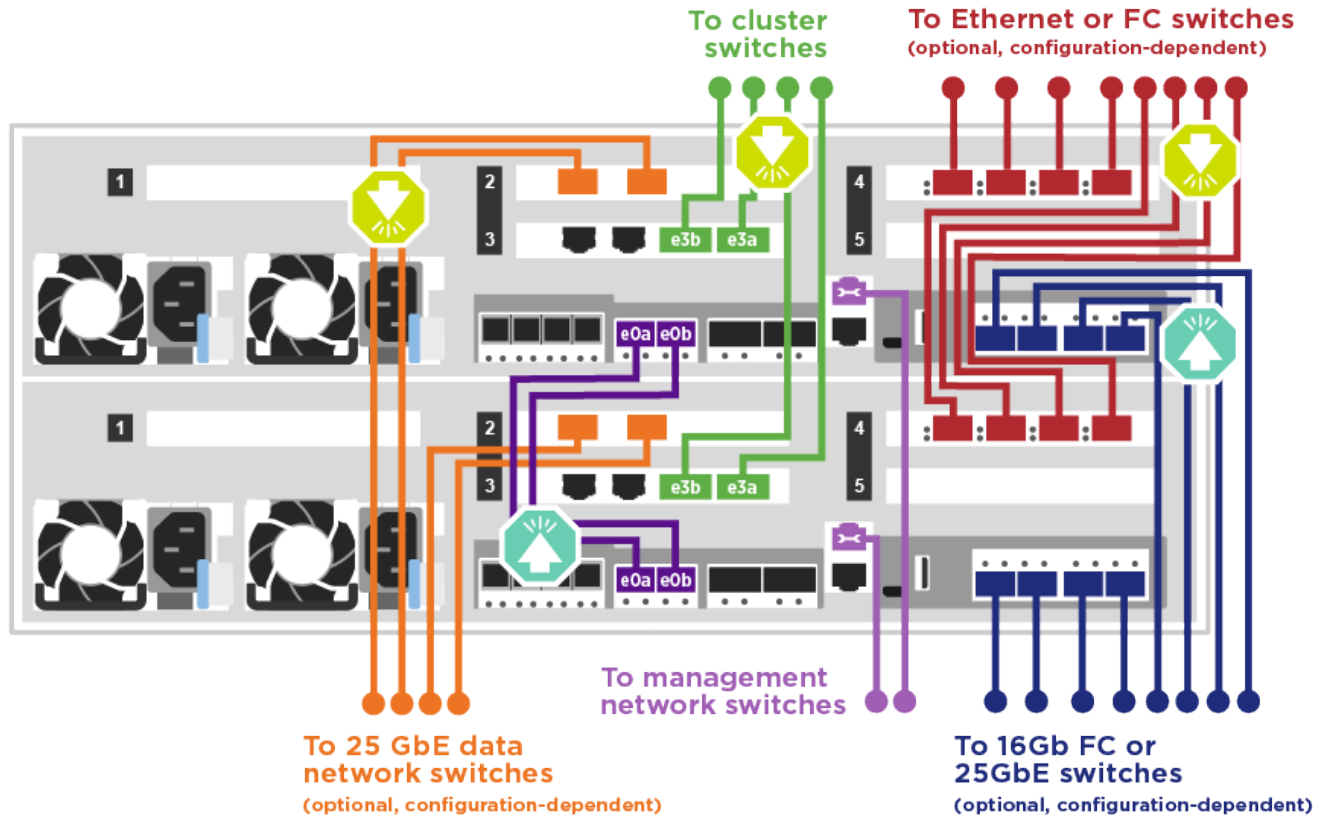 To cluster
switches
To Ethernet or FC switches
(optional, configuration-dependent)
1
2
4
3
e3b
e3a
5
e0a
e0b
1
2
4
3
e3b
e3a
5
e0a
e0b
To management
network switches
To 25 GbE data
network switches
(optional, configuration-dependent)
To 16Gb FC or
25GbE switches
(optional, configuration-dependent)